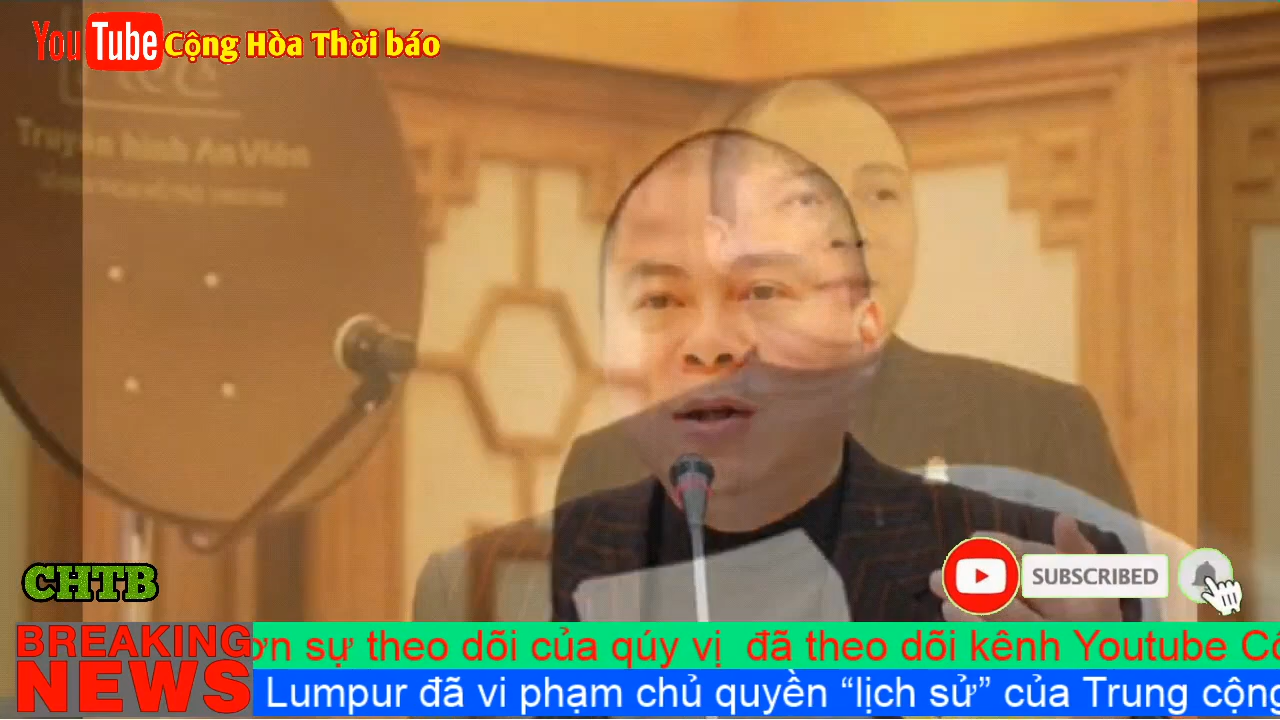 YouTube Cộng Hòa Thời báo
Truyền hình An Viên
CHTB
SUBSCRIBED
BREAKING
NEWS
ơn sự theo dõi của qúy vị đã theo dõi kênh Youtube Cộ
Lumpur đã vi phạm chủ quyền “lịch sử” của Trung cộng